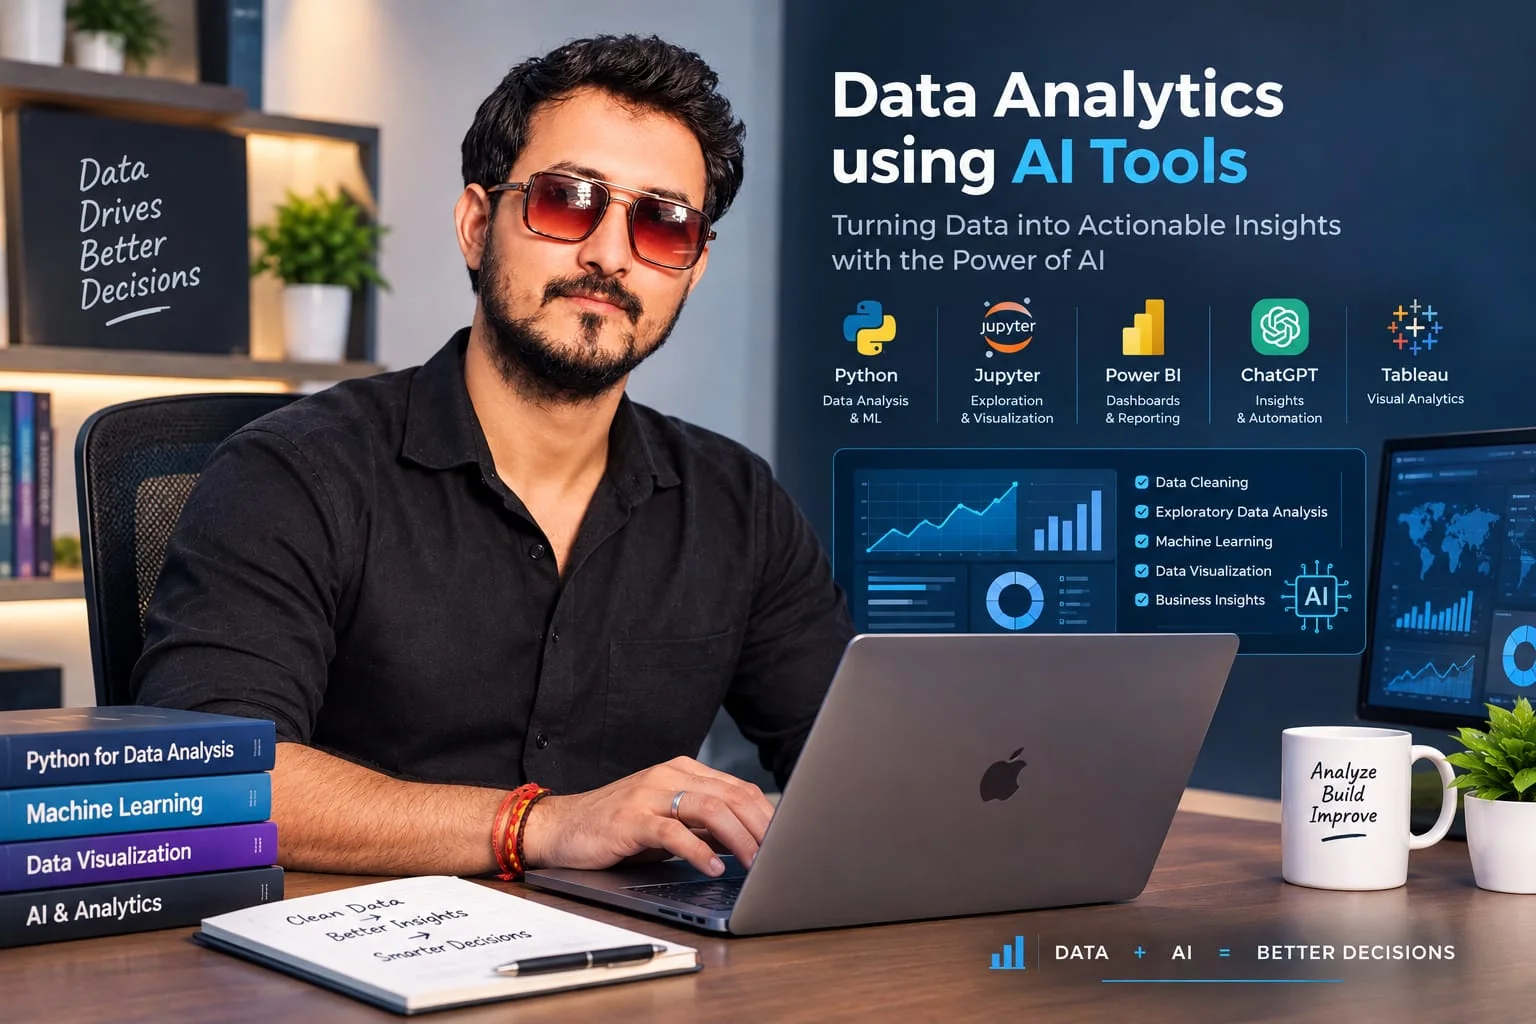 Data
Drives
Better
Decisions
Data Analytics
using AI Tools
Turning Data into Actionable Insights
with the Power of AI
jupyter
Python
Data Analysis
& ML
Jupyter
Exploration
& Visualization
Power BI
Dashboards
& Reporting
ChatGPT
Insights
& Automation
Tableau
Visual Analytics
Data Cleaning
Exploratory Data Analysis
Machine Learning
Data Visualization
Business Insights
AI
Python for Data Analysis
Machine Learning
Data Visualization
AI & Analytics
Clean Data
→
Better Insights
→
Smarter Decisions
Analyze
Build
Improve
DATA + AI = BETTER DECISIONS